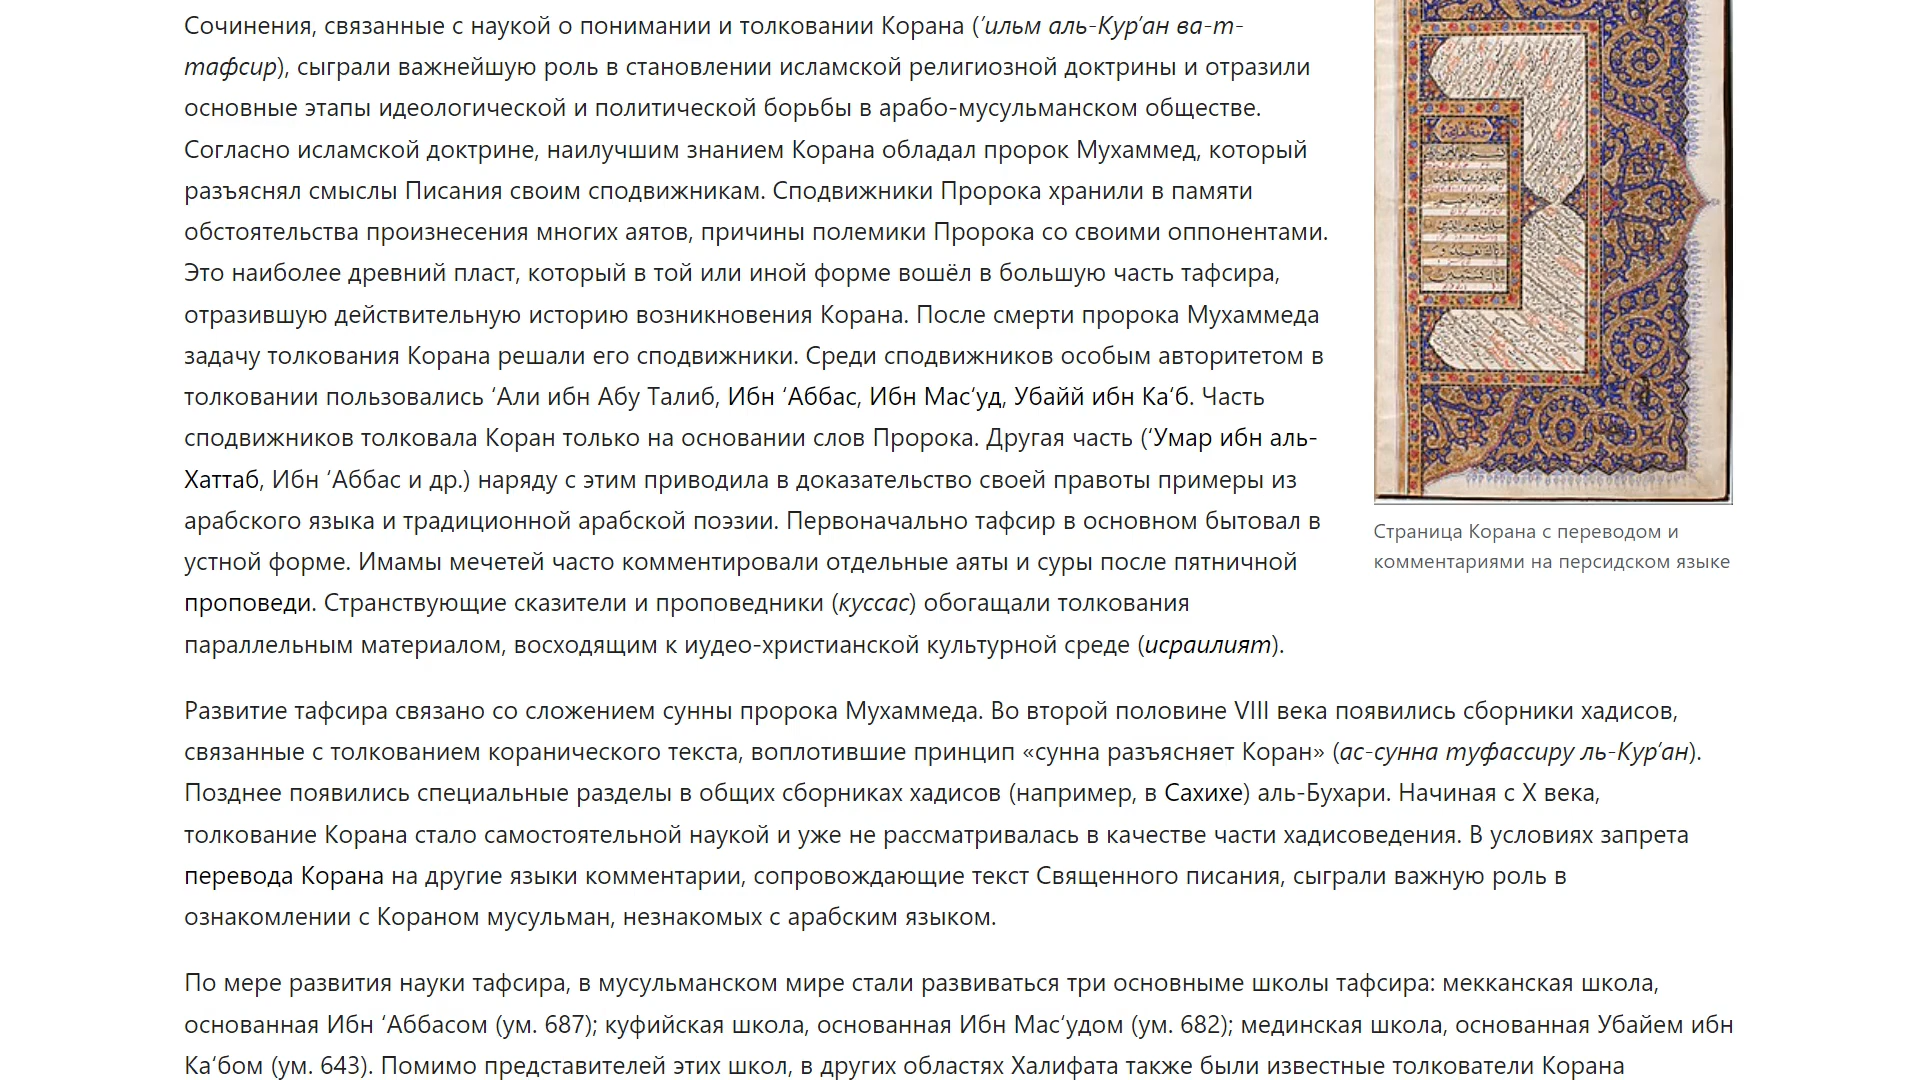 Сочинения, связанные с наукой о понимании и толковании Корана (’ильм аль-Кур’ан ва-т-
тафсир), сыграли важнейшую роль в становлении исламской религиозной доктрины и отразили
основные этапы идеологической и политической борьбы в арабо-мусульманском обществе.
Согласно исламской доктрине, наилучшим знанием Корана обладал пророк Мухаммед, который
разъяснял смыслы Писания своим сподвижникам. Сподвижники Пророка хранили в памяти
обстоятельства произнесения многих аятов, причины полемики Пророка со своими оппонентами.
Это наиболее древний пласт, который в той или иной форме вошёл в большую часть тафсира,
отразившую действительную историю возникновения Корана. После смерти пророка Мухаммеда
задачу толкования Корана решали его сподвижники. Среди сподвижников особым авторитетом в
толковании пользовались ‘Али ибн Абу Талиб, Ибн ‘Аббас, Ибн Мас‘уд, Убайй ибн Ка‘б. Часть
сподвижников толковала Коран только на основании слов Пророка. Другая часть (‘Умар ибн аль-
Хаттаб, Ибн ‘Аббас и др.) наряду с этим приводила в доказательство своей правоты примеры из
арабского языка и традиционной арабской поэзии. Первоначально тафсир в основном бытовал в
устной форме. Имамы мечетей часто комментировали отдельные аяты и суры после пятничной
проповеди. Странствующие сказители и проповедники (куссас) обогащали толкования
параллельным материалом, восходящим к иудео-христианской культурной среде (исраилият).
Страница Корана с переводом и
комментариями на персидском языке
Развитие тафсира связано со сложением сунны пророка Мухаммеда. Во второй половине VIII века появились сборники хадисов,
связанные с толкованием коранического текста, воплотившие принцип «сунна разъясняет Коран» (ас-сунна туфассиру ль-Кур’ан).
Позднее появились специальные разделы в общих сборниках хадисов (например, в Сахихе) аль-Бухари. Начиная с X века,
толкование Корана стало самостоятельной наукой и уже не рассматривалась в качестве части хадисоведения. В условиях запрета
перевода Корана на другие языки комментарии, сопровождающие текст Священного писания, сыграли важную роль в
ознакомлении с Кораном мусульман, незнакомых с арабским языком.
По мере развития науки тафсира, в мусульманском мире стали развиваться три основныме школы тафсира: мекканская школа,
основанная Ибн ‘Аббасом (ум. 687); куфийская школа, основанная Ибн Мас‘удом (ум. 682); мединская школа, основанная Убайем ибн
Ка‘бом (ум. 643). Помимо представителей этих школ, в других областях Халифата также были известные толкователи Корана